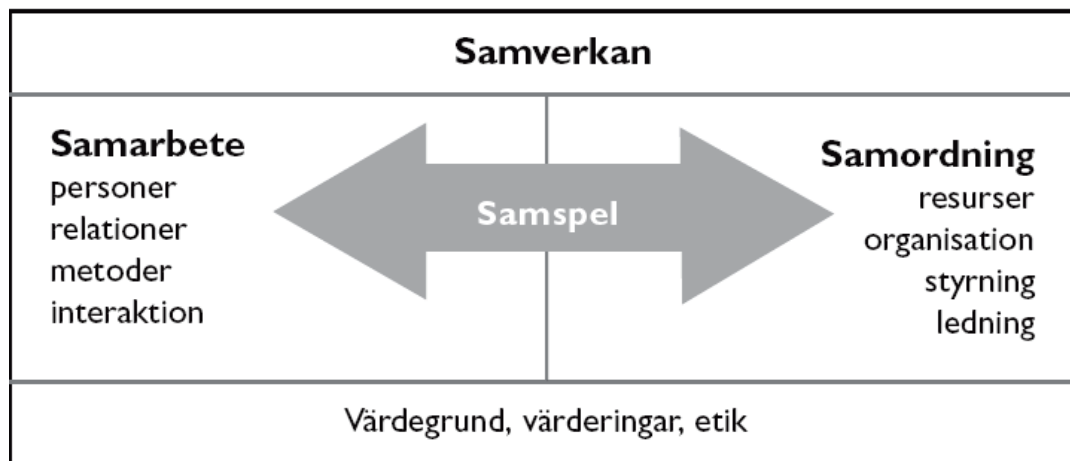 Samverkan
Samarbete
personer
relationer
metoder
interaktion
Samspel
Samordning
resurser
organisation
styrning
ledning
Värdegrund, värderingar, etik